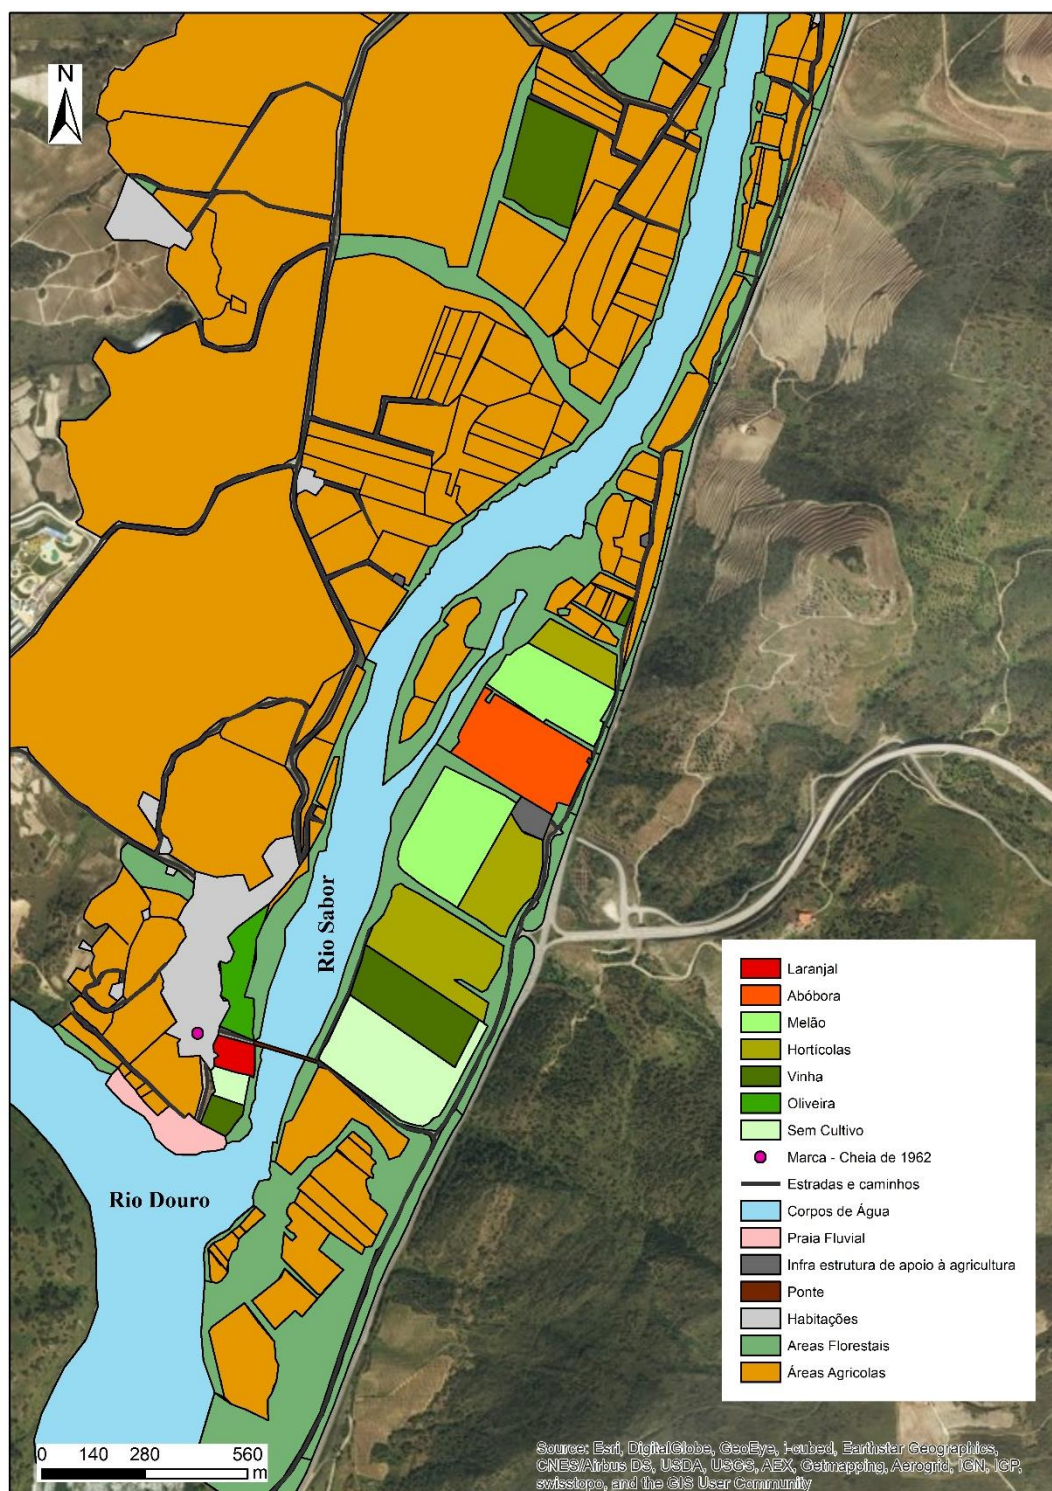 N
Rio Sabor
Rio Douro
Laranjal
Abóbora
Melão
Hortícolas
Vinha
Oliveira
Sem Cultivo
Marca - Cheia de 1962
Estradas e caminhos
Corpos de Água
Praia Fluvial
Infra estrutura de apoio à agricultura
Ponte
Habitações
Areas Florestais
Áreas Agricolas
0 140 280 560
m
Source: Esri, DigitalGlobe, GeoEye, i-cubed, Earthstar Geographics,
CNES/Airbus DS, USDA, USGS, AEX, Getmapping, Aerogrid, IGN, IGP,
swisstopo, and the GIS User Community